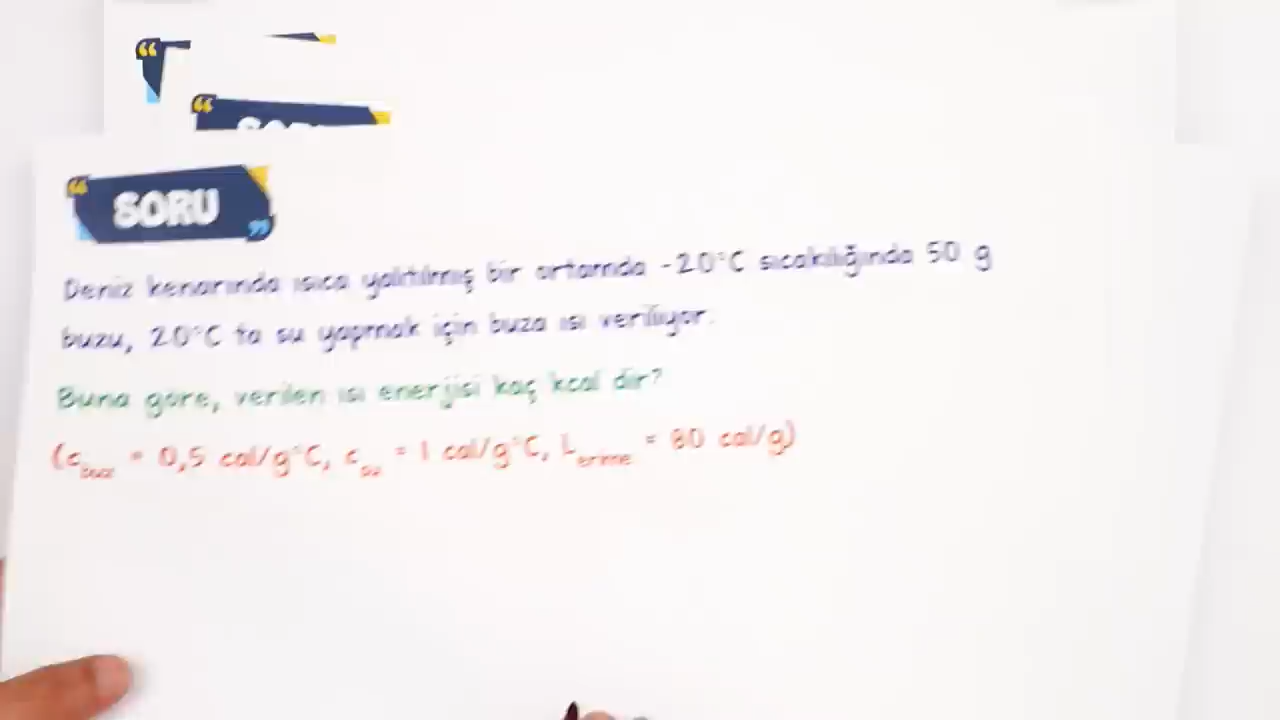 SORU
Deniz kenarında ısıca yalıtılmış bir ortamda -20°C sıcaklığında 50 g
buzu, 20°C ta su yapmak için buza ısı veriliyor.
Buna göre, verilen ısı enerjisi kaç kcal dir?
(c buz = 0,5 cal/g°C, c su = 1 cal/g°C, L erime = 80 cal/g)